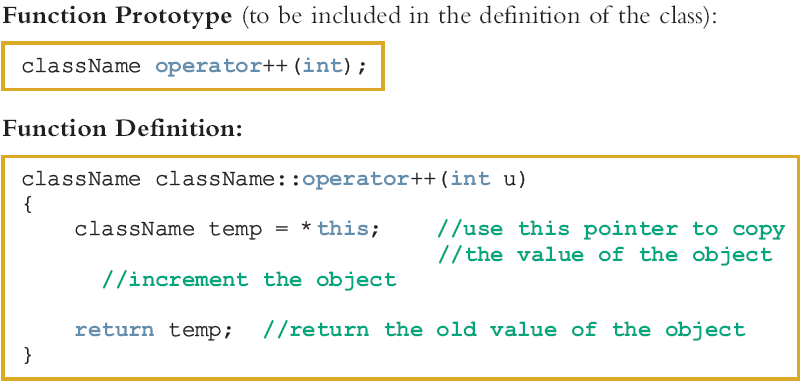 Function Prototype (to be included in the definition of the class):
className operator++(int);
Function Definition:
className className::operator++(int u)
{
    className temp = *this;    //use this pointer to copy
                               //the value of the object
      //increment the object
    return temp;  //return the old value of the object
}